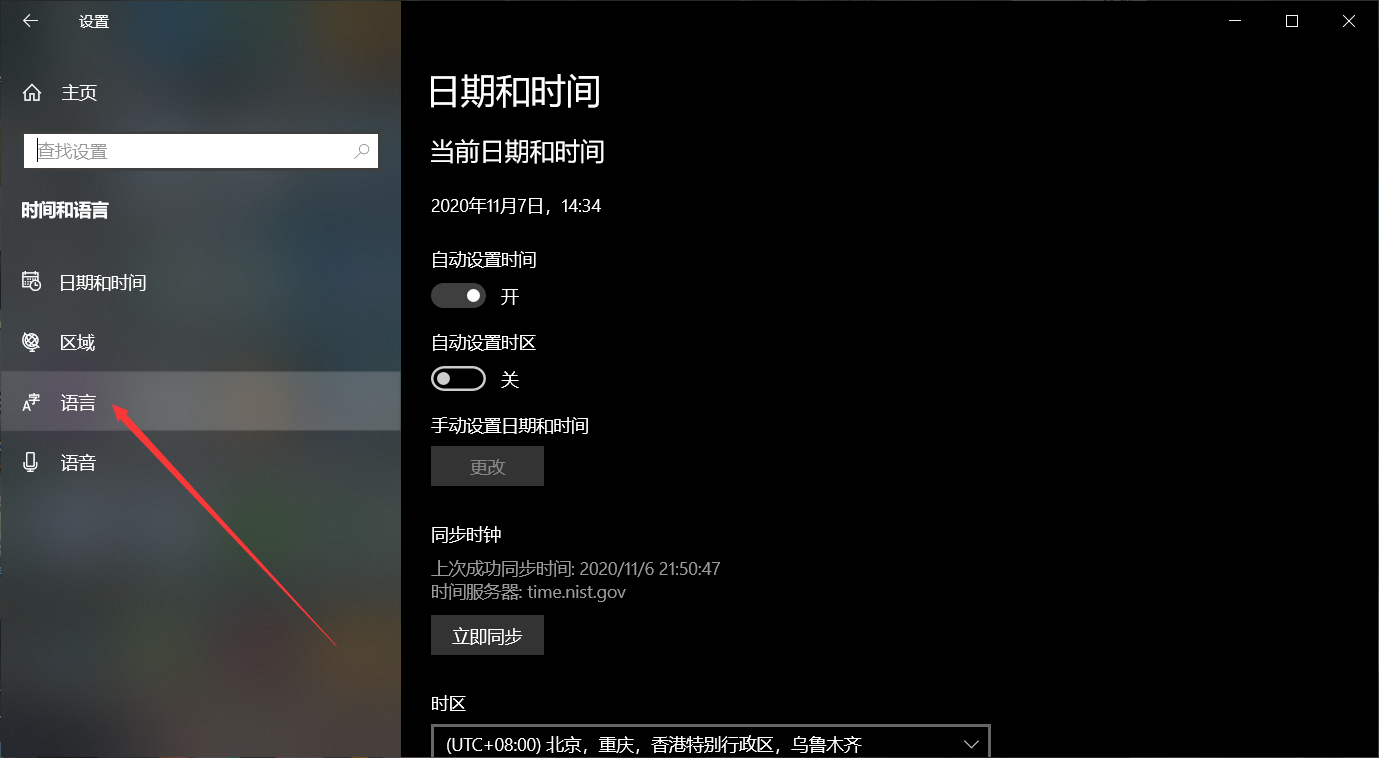 设置
主页
查找设置
时间和语言
日期和时间
区域
语言
语音
日期和时间
当前日期和时间
2020年11月7日，14:34
自动设置时间
开
自动设置时区
关
手动设置日期和时间
更改
同步时钟
上次成功同步时间: 2020/11/6 21:50:47
时间服务器: time.nist.gov
立即同步
时区
(UTC+08:00) 北京，重庆，香港特别行政区，乌鲁木齐